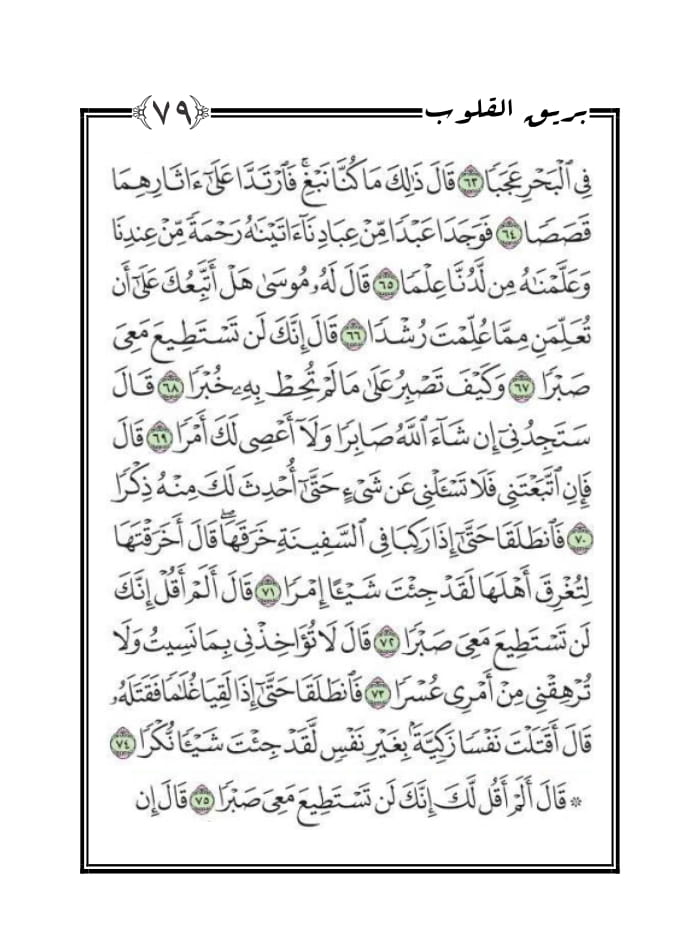 بريق القلوب ﴿٧٩﴾
فِي ٱلۡبَحۡرِ عَجَبٗا ٦٣ قَالَ ذَٰلِكَ مَا كُنَّا نَبۡغِۚ فَٱرۡتَدَّا عَلَىٰٓ ءَاثَارِهِمَا
قَصَصٗا ٦٤ فَوَجَدَا عَبۡدٗا مِّنۡ عِبَادِنَآ ءَاتَيۡنَٰهُ رَحۡمَةٗ مِّنۡ عِندِنَا
وَعَلَّمۡنَٰهُ مِن لَّدُنَّا عِلۡمٗا ٦٥ قَالَ لَهُۥ مُوسَىٰ هَلۡ أَتَّبِعُكَ عَلَىٰٓ أَن
تُعَلِّمَنِ مِمَّا عُلِّمۡتَ رُشۡدٗا ٦٦ قَالَ إِنَّكَ لَن تَسۡتَطِيعَ مَعِيَ
صَبۡرٗا ٦٧ وَكَيۡفَ تَصۡبِرُ عَلَىٰ مَا لَمۡ تُحِطۡ بِهِۦ خُبۡرٗا ٦٨ قَالَ
سَتَجِدُنِيٓ إِن شَآءَ ٱللَّهُ صَابِرٗا وَلَآ أَعۡصِي لَكَ أَمۡرٗا ٦٩ قَالَ
فَإِنِ ٱتَّبَعۡتَنِي فَلَا تَسۡـَٔلۡنِي عَن شَيۡءٍ حَتَّىٰٓ أُحۡدِثَ لَكَ مِنۡهُ ذِكۡرٗا
٧٠ فَٱنطَلَقَا حَتَّىٰٓ إِذَا رَكِبَا فِي ٱلسَّفِينَةِ خَرَقَهَاۖ قَالَ أَخَرَقۡتَهَا
لِتُغۡرِقَ أَهۡلَهَا لَقَدۡ جِئۡتَ شَيۡـًٔا إِمۡرٗا ٧١ قَالَ أَلَمۡ أَقُلۡ إِنَّكَ
لَن تَسۡتَطِيعَ مَعِيَ صَبۡرٗا ٧٢ قَالَ لَا تُؤَاخِذۡنِي بِمَا نَسِيتُ وَلَا
تُرۡهِقۡنِي مِنۡ أَمۡرِي عُسۡرٗا ٧٣ فَٱنطَلَقَا حَتَّىٰٓ إِذَا لَقِيَا غُلَٰمٗا فَقَتَلَهُۥ
قَالَ أَقَتَلۡتَ نَفۡسٗا زَكِيَّةَۢ بِغَيۡرِ نَفۡسٖ لَّقَدۡ جِئۡتَ شَيۡـٔٗا نُّكۡرٗا ٧٤
۞ قَالَ أَلَمۡ أَقُل لَّكَ إِنَّكَ لَن تَسۡتَطِيعَ مَعِيَ صَبۡرٗا ٧٥ قَالَ إِن